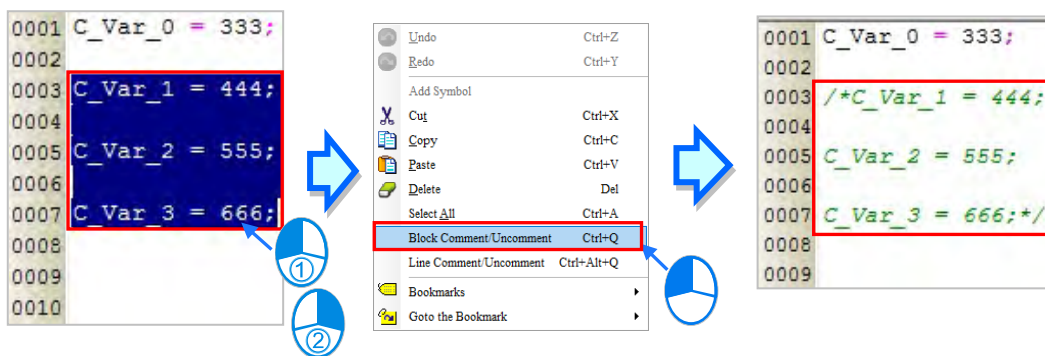 0001 C_Var_0 = 333;
0002
0003 C_Var_1 = 444;
0004
0005 C_Var_2 = 555;
0006
0007 C_Var_3 = 666;
0008
0009
0010
①
②
Undo Ctrl+Z
Redo Ctrl+Y
Add Symbol
Cut Ctrl+X
Copy Ctrl+C
Paste Ctrl+V
Delete Del
Select All Ctrl+A
Block Comment/Uncomment Ctrl+Q
Line Comment/Uncomment Ctrl+Alt+Q
Bookmarks
Goto the Bookmark
0001 C_Var_0 = 333;
0002
0003 /*C_Var_1 = 444;
0004
0005 C_Var_2 = 555;
0006
0007 C_Var_3 = 666;*/
0008
0009